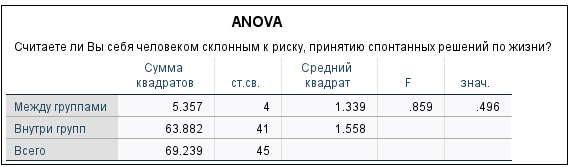 ANOVA
Считаете ли Вы себя человеком склонным к риску, принятию спонтанных решений по жизни?
Сумма квадратов ст.св. Средний квадрат F знач.
Между группами 5.357 4 1.339 .859 .496
Внутри групп 63.882 41 1.558
Всего 69.239 45